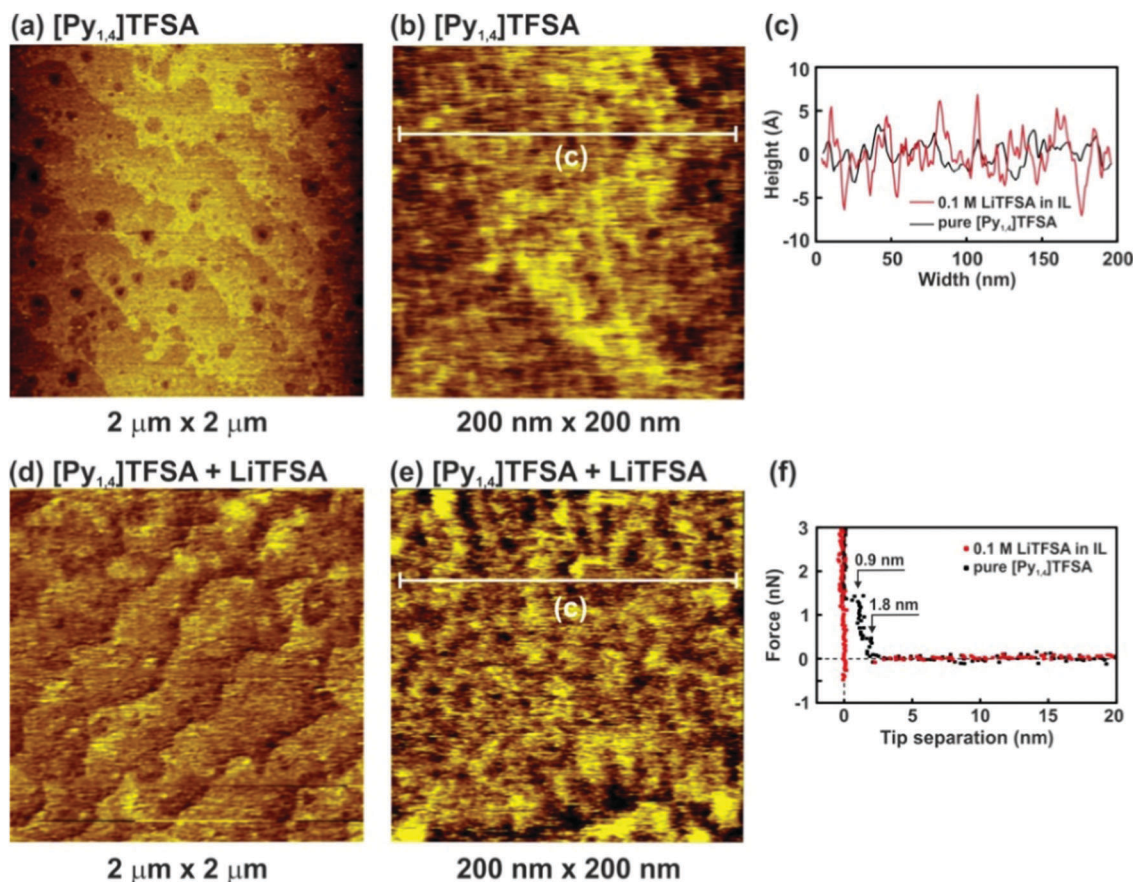 (a) [Py1,4]TFSA
(b) [Py1,4]TFSA
(c)
(c)
2 μm x 2 μm
200 nm x 200 nm
10
5
0
-5
-10
Height (Å)
0.1 M LiTFSA in IL
pure [Py1,4]TFSA
0 50 100 150 200
Width (nm)
(d) [Py1,4]TFSA + LiTFSA
(e) [Py1,4]TFSA + LiTFSA
(f)
(c)
2 μm x 2 μm
200 nm x 200 nm
3
2
1
0
-1
Force (nN)
0.1 M LiTFSA in IL
pure [Py1,4]TFSA
0.9 nm
1.8 nm
0 5 10 15 20
Tip separation (nm)